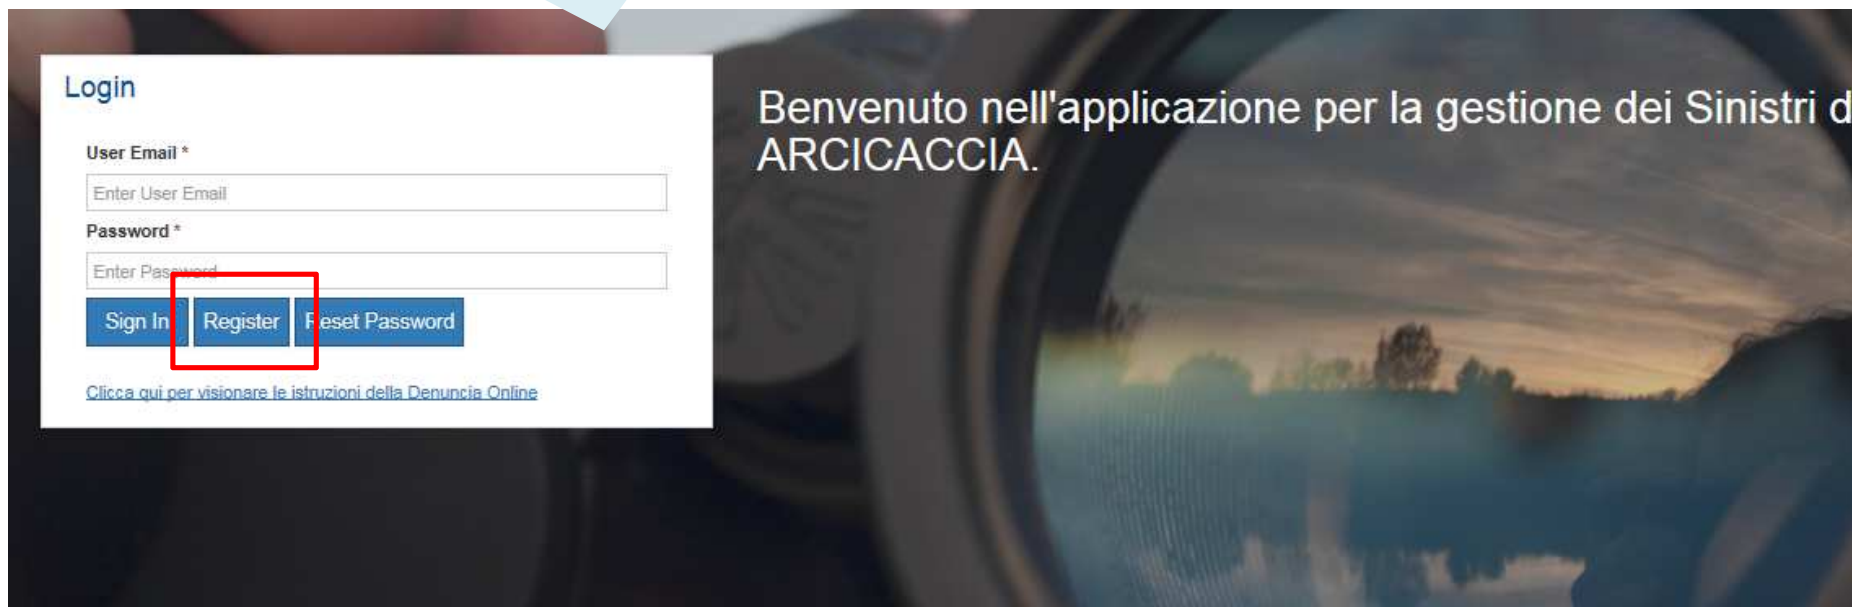 Login
Benvenuto nell'applicazione per la gestione dei Sinistri
ARCICACCIA.
User Email *
Enter User Email
Password *
Enter Password
Sign In
Register
Reset Password
Clicca qui per visionare le istruzioni della Denuncia Online